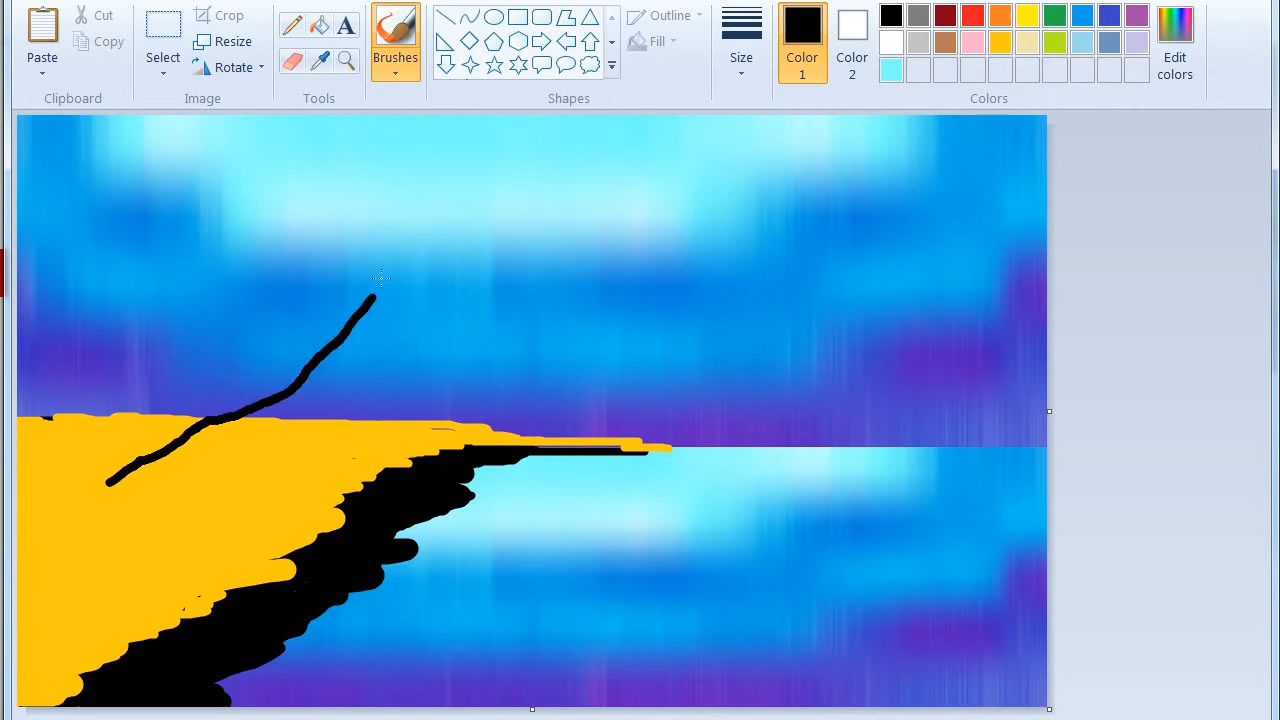 Paste
Cut
Copy
Clipboard
Select
Crop
Resize
Rotate
Image
A
Tools
Brushes
Shapes
Outline
Fill
Size
Color
1
Color
2
Edit
colors
Colors